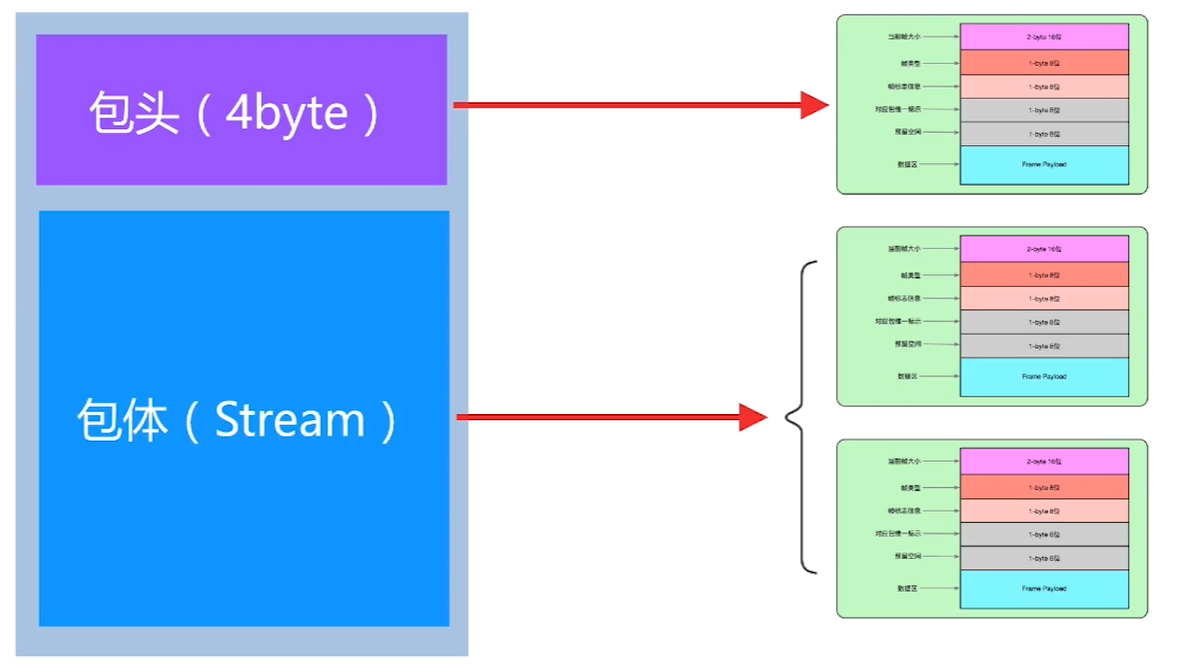 包头（4byte）
当前帧大小
2-byte 16位
帧类型
1-byte 8位
帧标志信息
1-byte 8位
对应包唯一标示
1-byte 8位
预留空间
1-byte 8位
数据区
Frame Payload
包体（Stream）
当前帧大小
2-byte 16位
帧类型
1-byte 8位
帧标志信息
1-byte 8位
对应包唯一标示
1-byte 8位
预留空间
1-byte 8位
数据区
Frame Payload
当前帧大小
2-byte 16位
帧类型
1-byte 8位
帧标志信息
1-byte 8位
对应包唯一标示
1-byte 8位
预留空间
1-byte 8位
数据区
Frame Payload